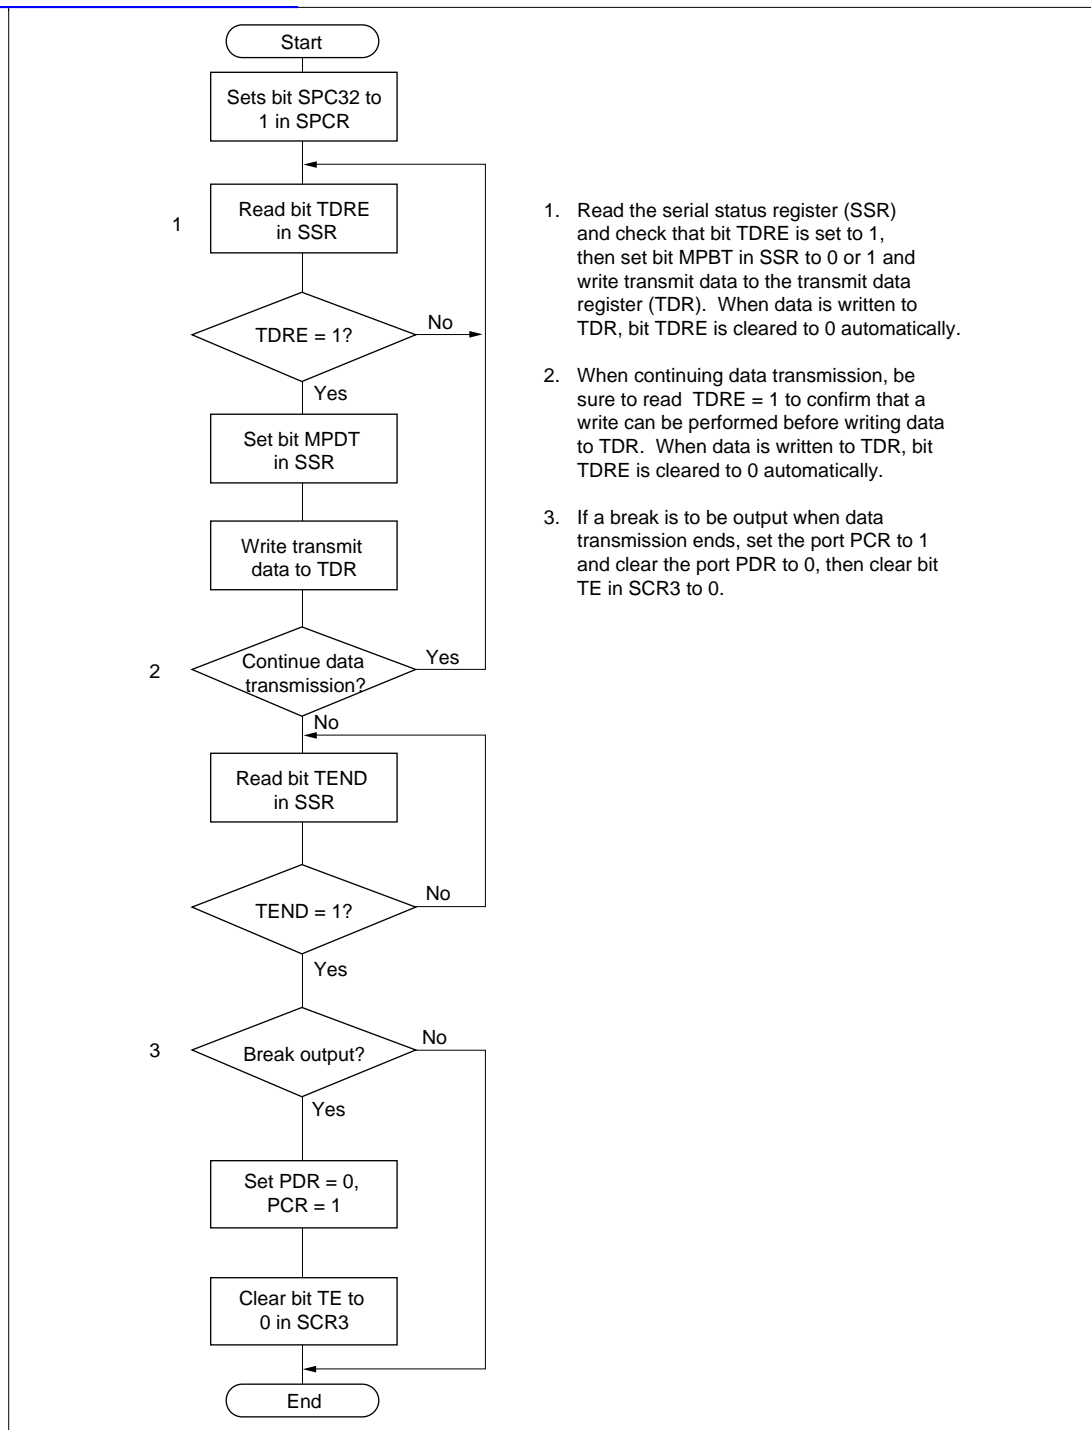 Start
Sets bit SPC32 to
1 in SPCR
1
Read bit TDRE
in SSR
TDRE = 1?
No
Yes
Set bit MPDT
in SSR
Write transmit
data to TDR
2
Continue data
transmission?
Yes
No
Read bit TEND
in SSR
TEND = 1?
No
Yes
3
Break output?
No
Yes
Set PDR = 0,
PCR = 1
Clear bit TE to
0 in SCR3
End
1. Read the serial status register (SSR)
and check that bit TDRE is set to 1,
then set bit MPBT in SSR to 0 or 1 and
write transmit data to the transmit data
register (TDR). When data is written to
TDR, bit TDRE is cleared to 0 automatically.
2. When continuing data transmission, be
sure to read TDRE = 1 to confirm that a
write can be performed before writing data
to TDR. When data is written to TDR, bit
TDRE is cleared to 0 automatically.
3. If a break is to be output when data
transmission ends, set the port PCR to 1
and clear the port PDR to 0, then clear bit
TE in SCR3 to 0.